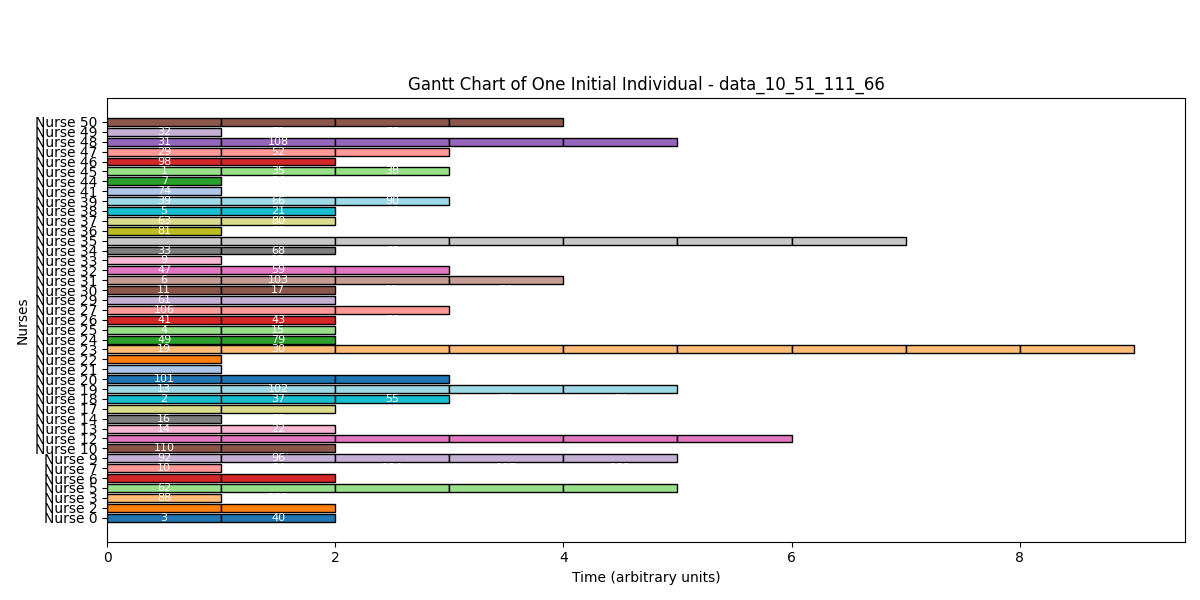 Gantt Chart of One Initial Individual - data_10_51_111_66
Nurse 50
Nurse 49 32
Nurse 48 31 108
Nurse 47 29 52
Nurse 46 98
Nurse 45 1 35 38
Nurse 44 7
Nurse 41 74
Nurse 39 39 66 90
Nurse 38 5 21
Nurse 37 63 80
Nurse 36 81
Nurse 35
Nurse 34 33 68
Nurse 33 9
Nurse 32 47 59
Nurse 31 6 103
Nurse 30 11 17
Nurse 29 61
Nurse 27 106
Nurse 26 41 43
Nurse 25 4 15
Nurse 24 49 79
Nurse 23 19 30
Nurse 22
Nurse 21
Nurse 20 101
Nurse 19 13 102
Nurse 18 2 37 55
Nurse 17
Nurse 14 16
Nurse 13 14 22
Nurse 12
Nurse 10 110
Nurse 9 92 96
Nurse 7 10
Nurse 6
Nurse 5 62
Nurse 3 88
Nurse 2
Nurse 0 3 40
Nurses
0 2 4 6 8
Time (arbitrary units)